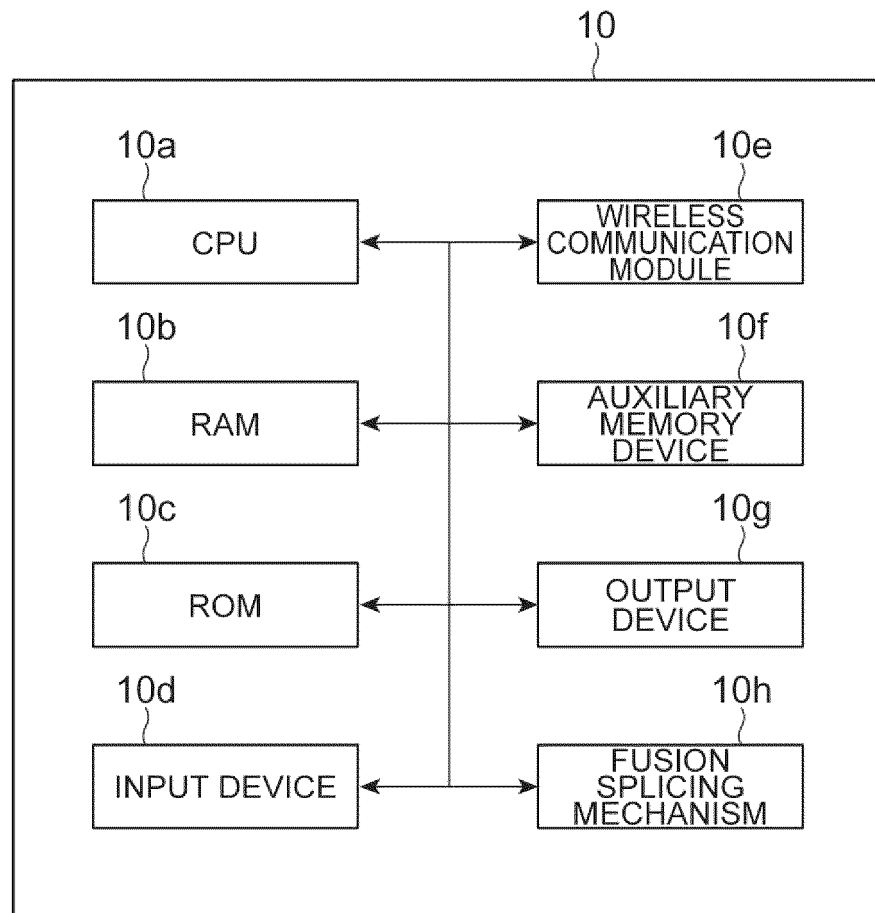 10
10a
CPU
10e
WIRELESS
COMMUNICATION
MODULE
10b
RAM
10f
AUXILIARY
MEMORY
DEVICE
10c
ROM
10g
OUTPUT
DEVICE
10d
INPUT DEVICE
10h
FUSION
SPLICING
MECHANISM